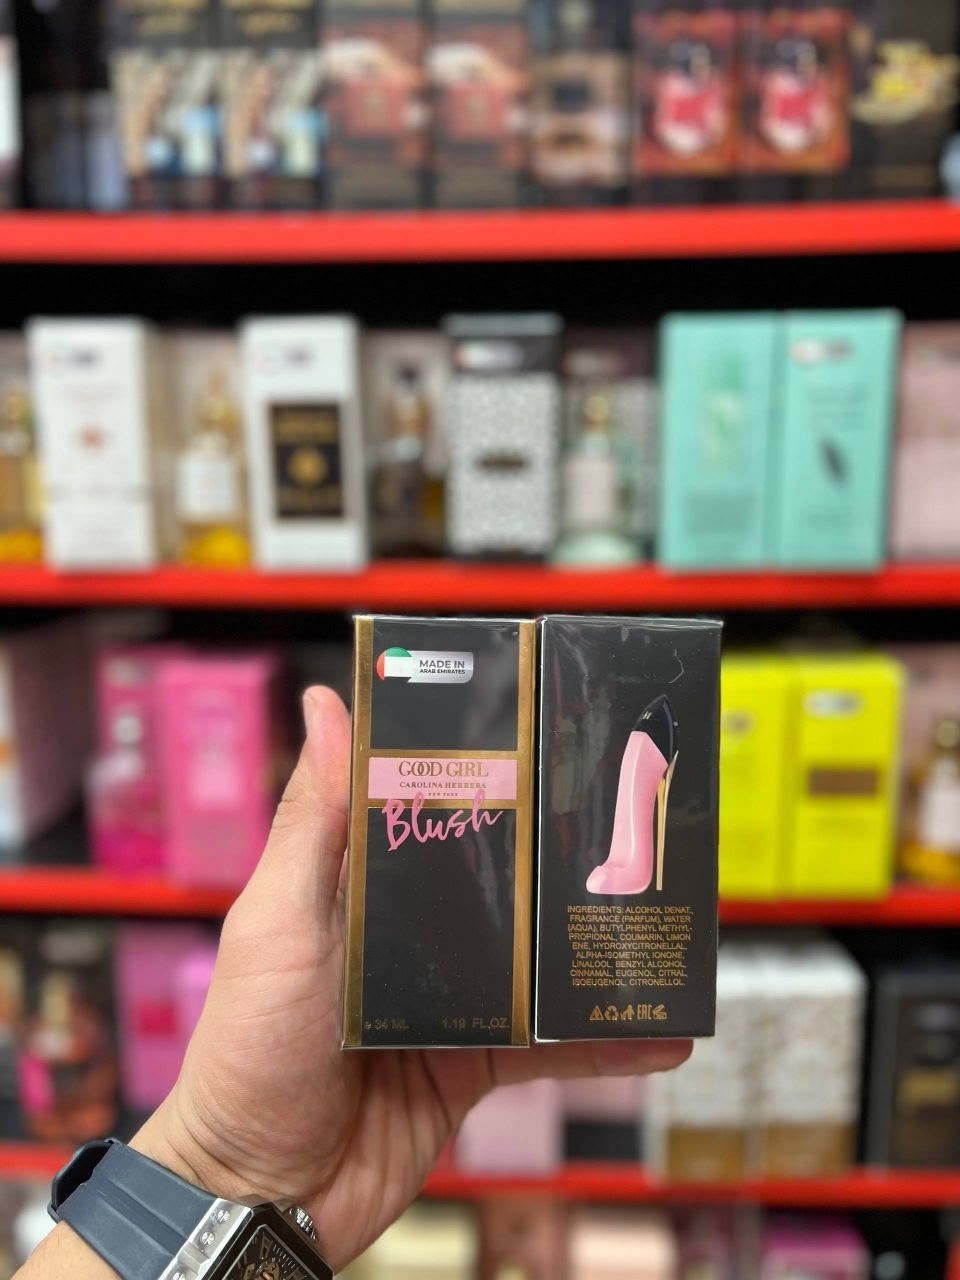 MADE IN
ARAB EMIRATES
GOOD GIRL
CAROLINA HERRERA
NEW YORK
Blush
e 34 ML 1.19 FL.OZ.
INGREDIENTS: ALCOHOL DENAT.,
FRAGRANCE (PARFUM), WATER
(AQUA), BUTYLPHENYL METHYL-
PROPIONAL, COUMARIN, LIMON
ENE, HYDROXYCITRONELLAL,
ALPHA-ISOMETHYL IONONE,
LINALOOL, BENZYL ALCOHOL,
CINNAMAL, EUGENOL, CITRAL,
ISOEUGENOL, CITRONELLOL.
EAC